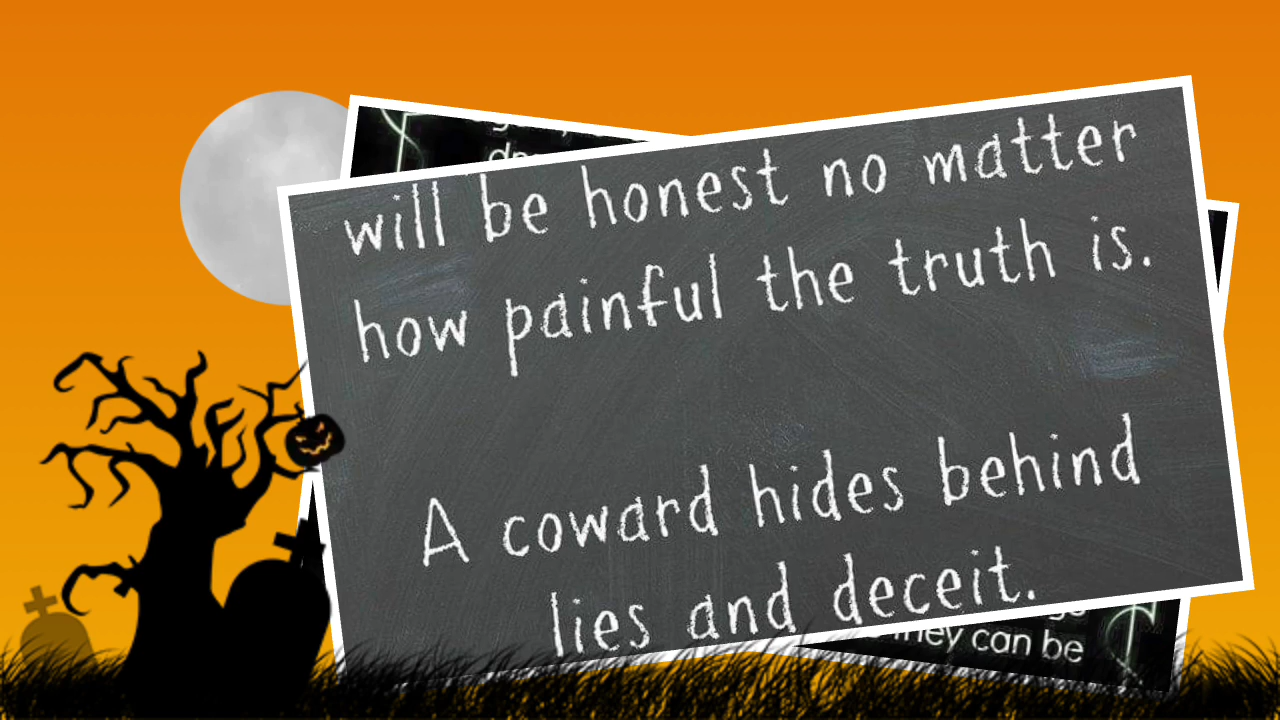 will be honest no matter
how painful the truth is.
A coward hides behind
lies and deceit.
they can be